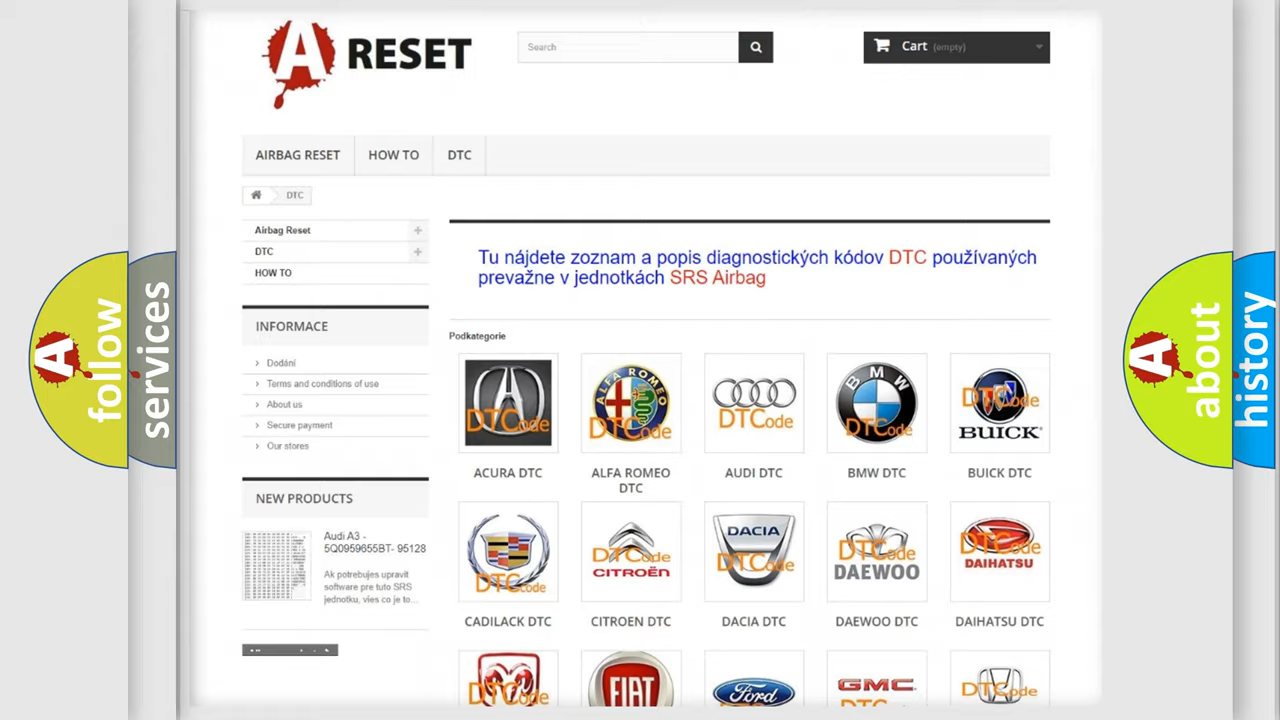 A RESET
Search
Cart (empty)
AIRBAG RESET
HOW TO
DTC
DTC
Airbag Reset
DTC
HOW TO
INFORMACE
Dodání
Terms and conditions of use
About us
Secure payment
Our stores
NEW PRODUCTS
Audi A3 -
5Q0959655BT- 95128
Ak potrebujes upravit
software pre tuto SRS
jednotku, vies co je to...
Tu nájdete zoznam a popis diagnostických kódov DTC používaných
prevažne v jednotkách SRS Airbag
Podkategorie
DTCode
ALFA ROMEO
DTCode
DTCode
BMW
DTCode
DTCode
BUICK
ACURA DTC
ALFA ROMEO
DTC
AUDI DTC
BMW DTC
BUICK DTC
DTCode
DTCode
CITROËN
DACIA
DTCode
DTCode
DAEWOO
DTCode
DAIHATSU
CADILACK DTC
CITROEN DTC
DACIA DTC
DAEWOO DTC
DAIHATSU DTC
DTCode
FIAT
Ford
GMC
DTCode
A
follow
services
A
about
history